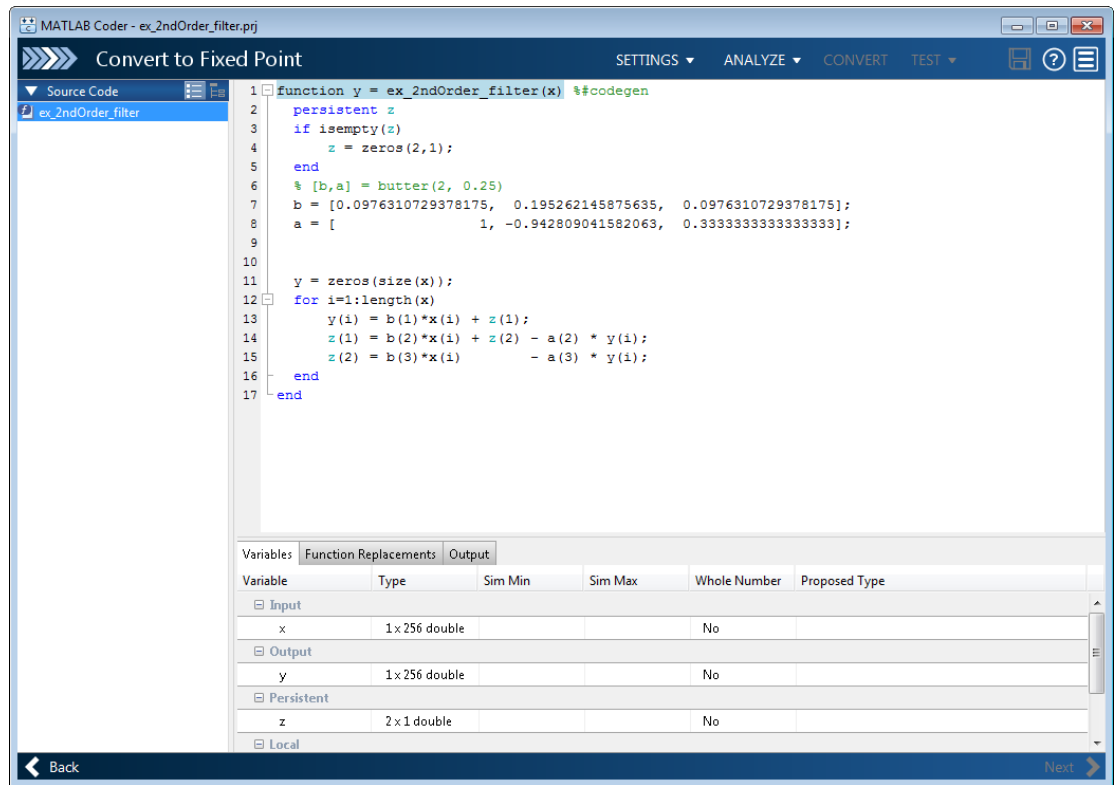 MATLAB Coder - ex_2ndOrder_filter.prj
Convert to Fixed Point SETTINGS ANALYZE CONVERT TEST
Source Code
ex_2ndOrder_filter
1 function y = ex_2ndOrder_filter(x) %#codegen
2 persistent z
3 if isempty(z)
4 z = zeros(2,1);
5 end
6 % [b,a] = butter(2, 0.25)
7 b = [0.0976310729378175, 0.195262145875635, 0.0976310729378175];
8 a = [ 1, -0.942809041582063, 0.3333333333333333];
9
10
11 y = zeros(size(x));
12 for i=1:length(x)
13 y(i) = b(1)*x(i) + z(1);
14 z(1) = b(2)*x(i) + z(2) - a(2) * y(i);
15 z(2) = b(3)*x(i) - a(3) * y(i);
16 end
17 end
Variables Function Replacements Output
Variable Type Sim Min Sim Max Whole Number Proposed Type
Input
x 1 x 256 double No
Output
y 1 x 256 double No
Persistent
z 2 x 1 double No
Local
Back Next